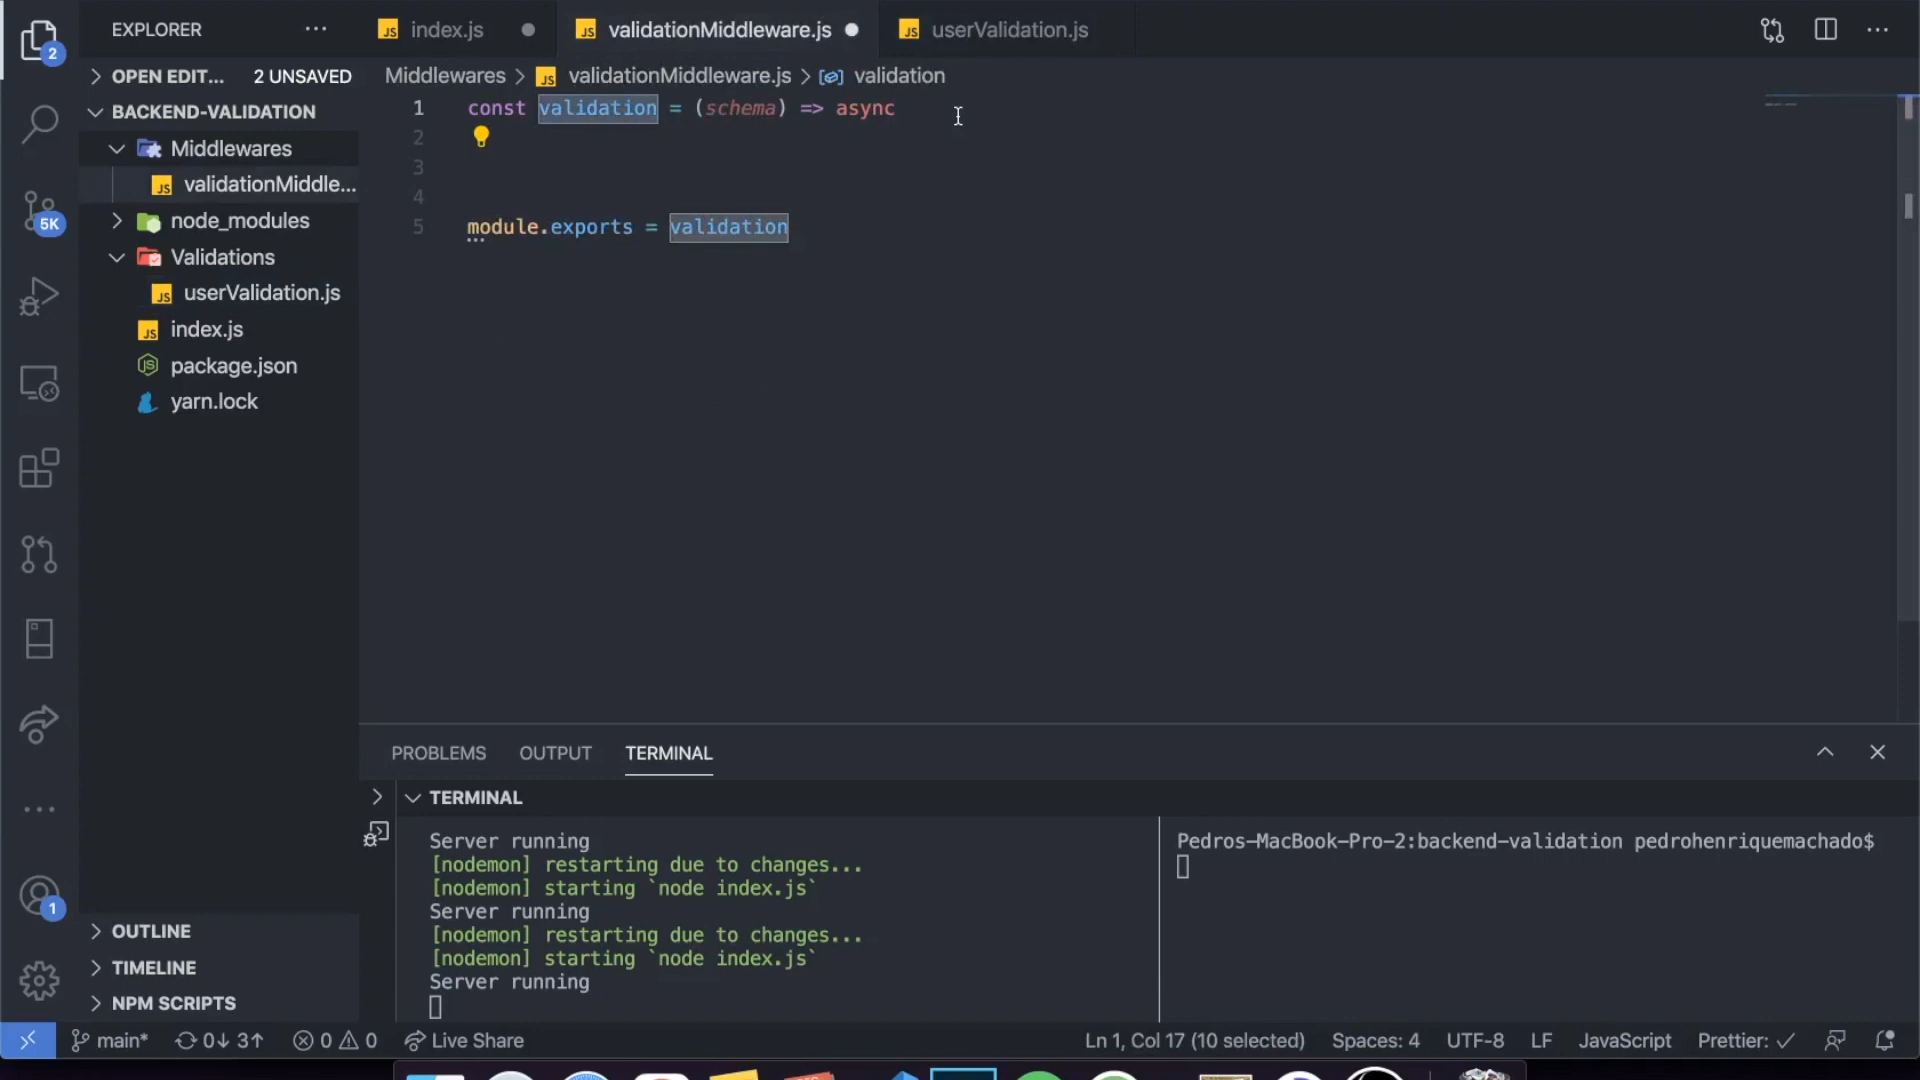 EXPLORER
index.js
validationMiddleware.js
userValidation.js
OPEN EDIT... 2 UNSAVED
Middlewares > validationMiddleware.js > validation
BACKEND-VALIDATION
Middlewares
validationMiddle...
node_modules
Validations
userValidation.js
index.js
package.json
yarn.lock
2
5K
1
1 const validation = (schema) => async
2
3
4
5 module.exports = validation
PROBLEMS OUTPUT TERMINAL
TERMINAL
Server running
[nodemon] restarting due to changes...
[nodemon] starting `node index.js`
Server running
[nodemon] restarting due to changes...
[nodemon] starting `node index.js`
Server running
Pedros-MacBook-Pro-2:backend-validation pedrohenriquemachado$
OUTLINE
TIMELINE
NPM SCRIPTS
main* 0↓ 3↑ 0 0 Live Share Ln 1, Col 17 (10 selected) Spaces: 4 UTF-8 LF JavaScript Prettier: ✓